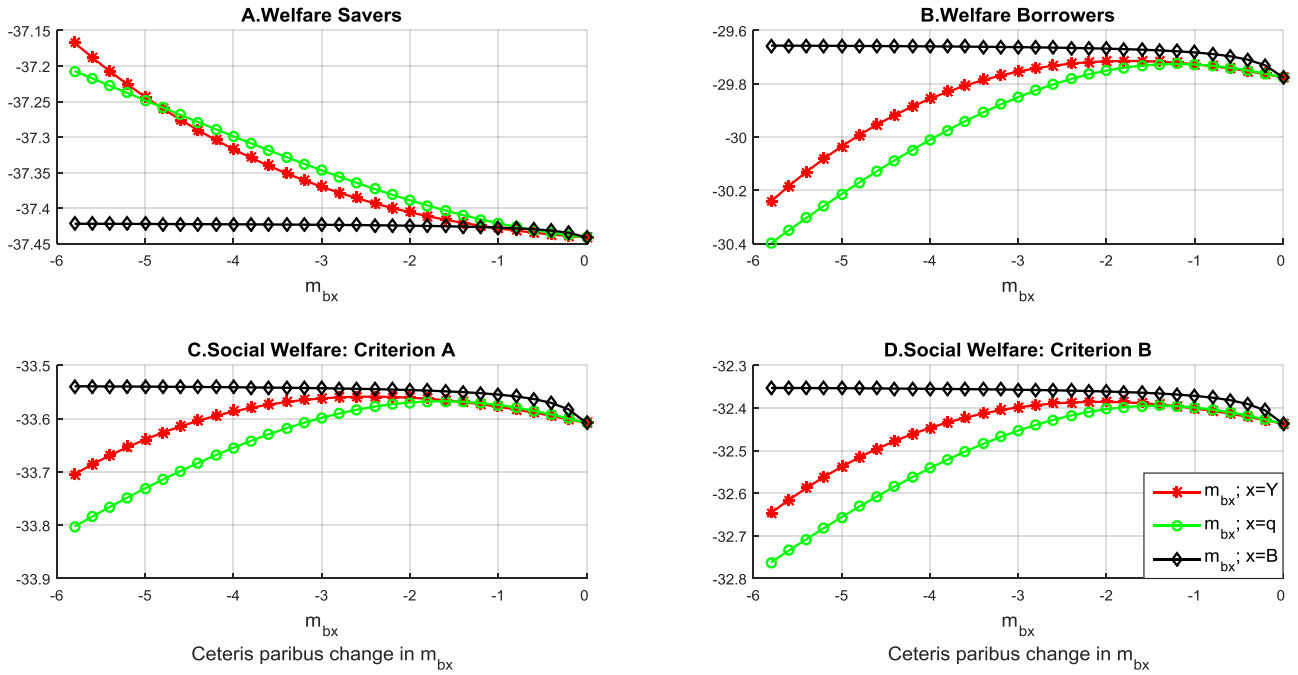 A.Welfare Savers
-37.15
-37.2
-37.25
-37.3
-37.35
-37.4
-37.45
-6 -5 -4 -3 -2 -1 0
m_bx
B.Welfare Borrowers
-29.6
-29.8
-30
-30.2
-30.4
-6 -5 -4 -3 -2 -1 0
m_bx
C.Social Welfare: Criterion A
-33.5
-33.6
-33.7
-33.8
-33.9
-6 -5 -4 -3 -2 -1 0
m_bx
Ceteris paribus change in m_bx
D.Social Welfare: Criterion B
-32.3
-32.4
-32.5
-32.6
-32.7
-32.8
m_bx; x=Y
m_bx; x=q
m_bx; x=B
-6 -5 -4 -3 -2 -1 0
m_bx
Ceteris paribus change in m_bx